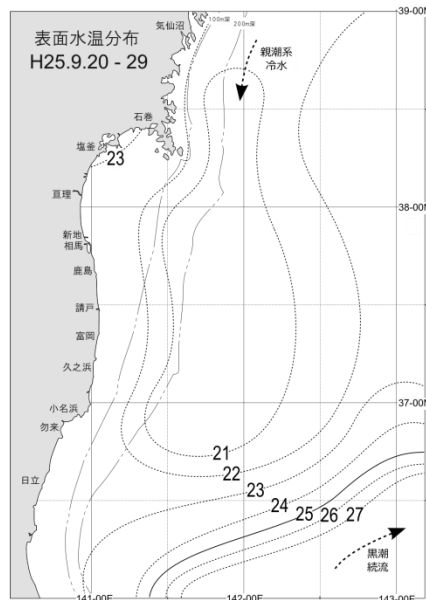 表面水温分布
H25.9.20 - 29
気仙沼
100m深
200m深
39-00N
親潮系
冷水
石巻
塩釜
23
亘理
38-00N
新地
相馬
鹿島
請戸
富岡
久之浜
37-00N
小名浜
勿来
21
22
日立
23
24
25
26
27
黒潮
続流
141-00E
142-00E
143-00E